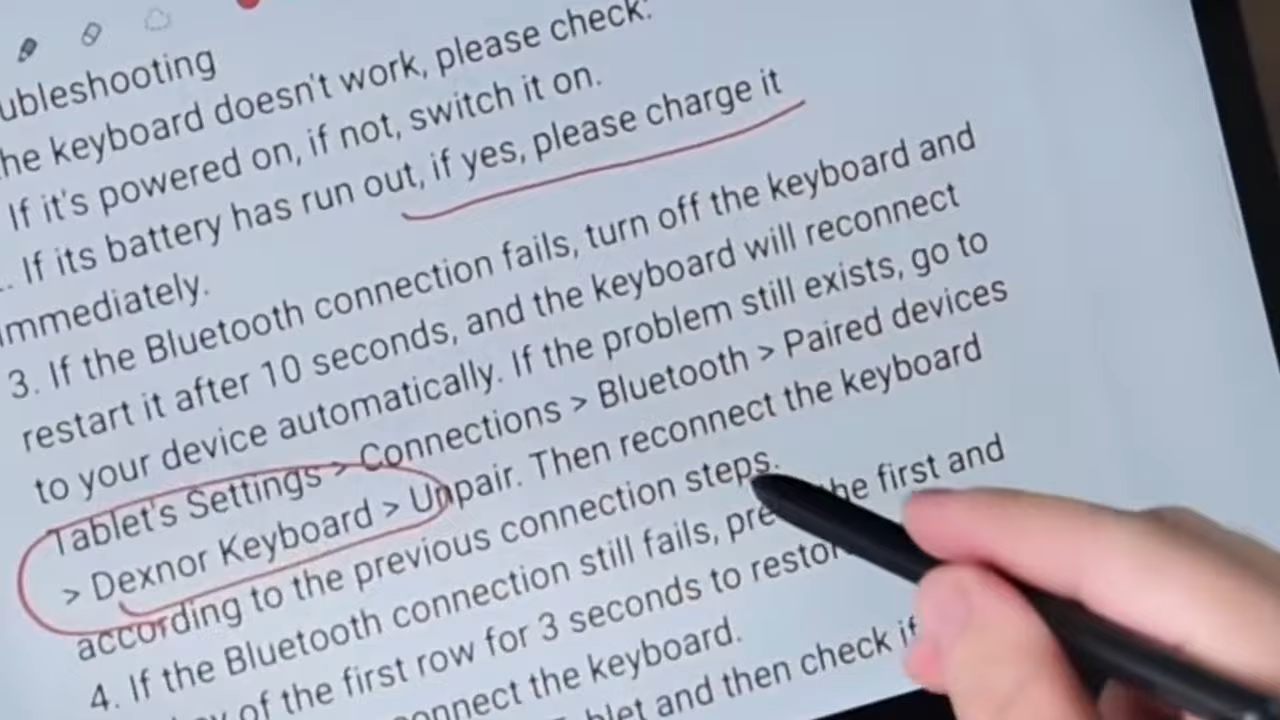 ubleshooting
he keyboard doesn't work, please check:
If it's powered on, if not, switch it on.
. If its battery has run out, if yes, please charge it
immediately.
3. If the Bluetooth connection fails, turn off the keyboard and
restart it after 10 seconds, and the keyboard will reconnect
to your device automatically. If the problem still exists, go to
Tablet's Settings > Connections > Bluetooth > Paired devices
> Dexnor Keyboard > Unpair. Then reconnect the keyboard
according to the previous connection steps.
4. If the Bluetooth connection still fails, pre he first and
of the first row for 3 seconds to restor
onnect the keyboard.
blet and then check if